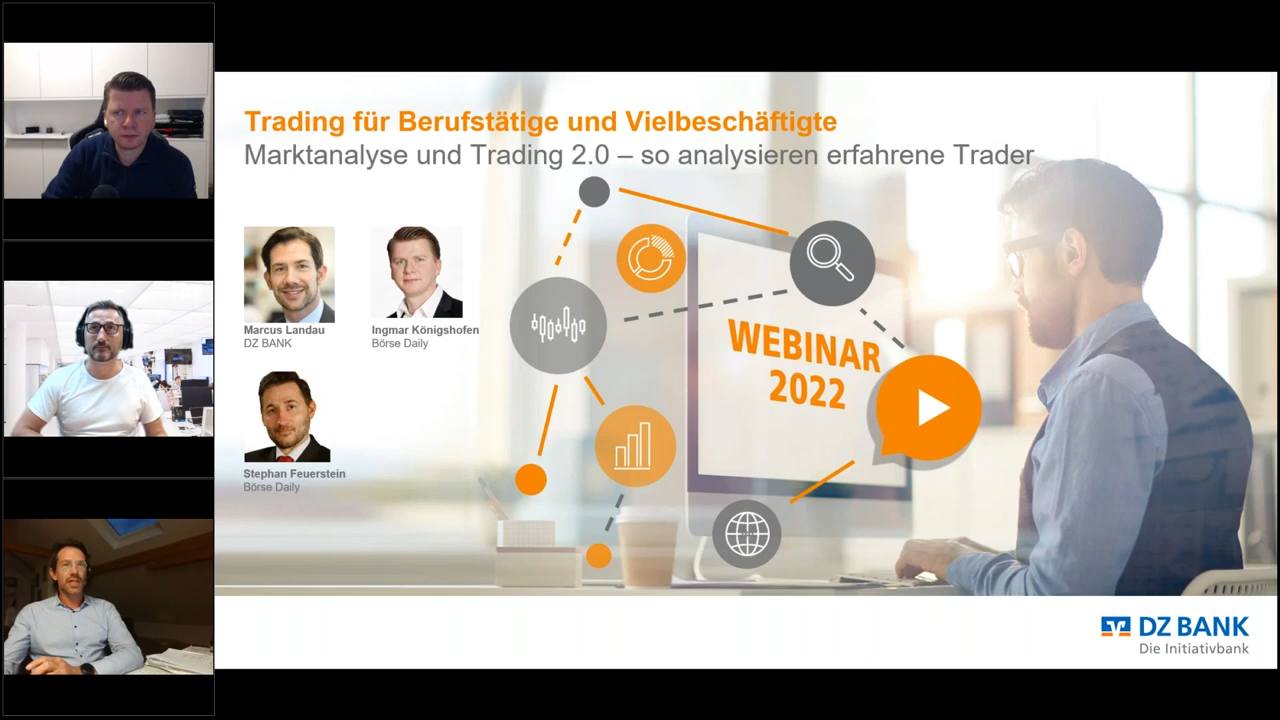 Trading für Berufstätige und Vielbeschäftigte
Marktanalyse und Trading 2.0 – so analysieren erfahrene Trader
Marcus Landau
DZ BANK
Ingmar Königshofen
Börse Daily
Stephan Feuerstein
Börse Daily
WEBINAR
2022
DZ BANK
Die Initiativbank